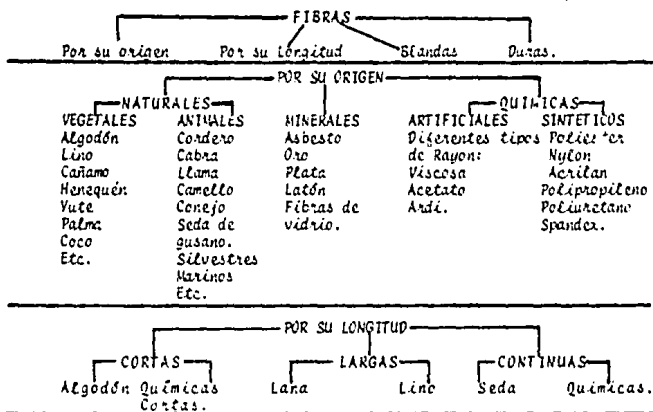 FIBRAS
Por su origen Por su Longitud Blandas Duras.
POR SU ORIGEN
NATURALES QUIMICAS
VEGETALES ANIMALES MINERALES ARTIFICIALES SINTETICOS
Algodón Cordero Asbesto Diferentes tipos Poliester
Lino Cabra Oro de Rayon: Nylon
Cañamo Llama Plata Viscosa Acrilan
Henequén Camello Latón Acetato Polipropileno
Yute Conejo Fibras de Ardi. Poliuretano
Palma Seda de vidrio. Spandex.
Coco gusano.
Etc. Silvestres
Marinos
Etc.
POR SU LONGITUD
CORTAS LARGAS CONTINUAS
Algodón Químicas Lana Lino Seda Químicas.
Cortas.